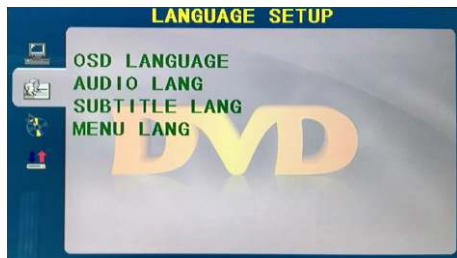 LANGUAGE SETUP
OSD LANGUAGE
AUDIO LANG
SUBTITLE LANG
MENU LANG
DVD